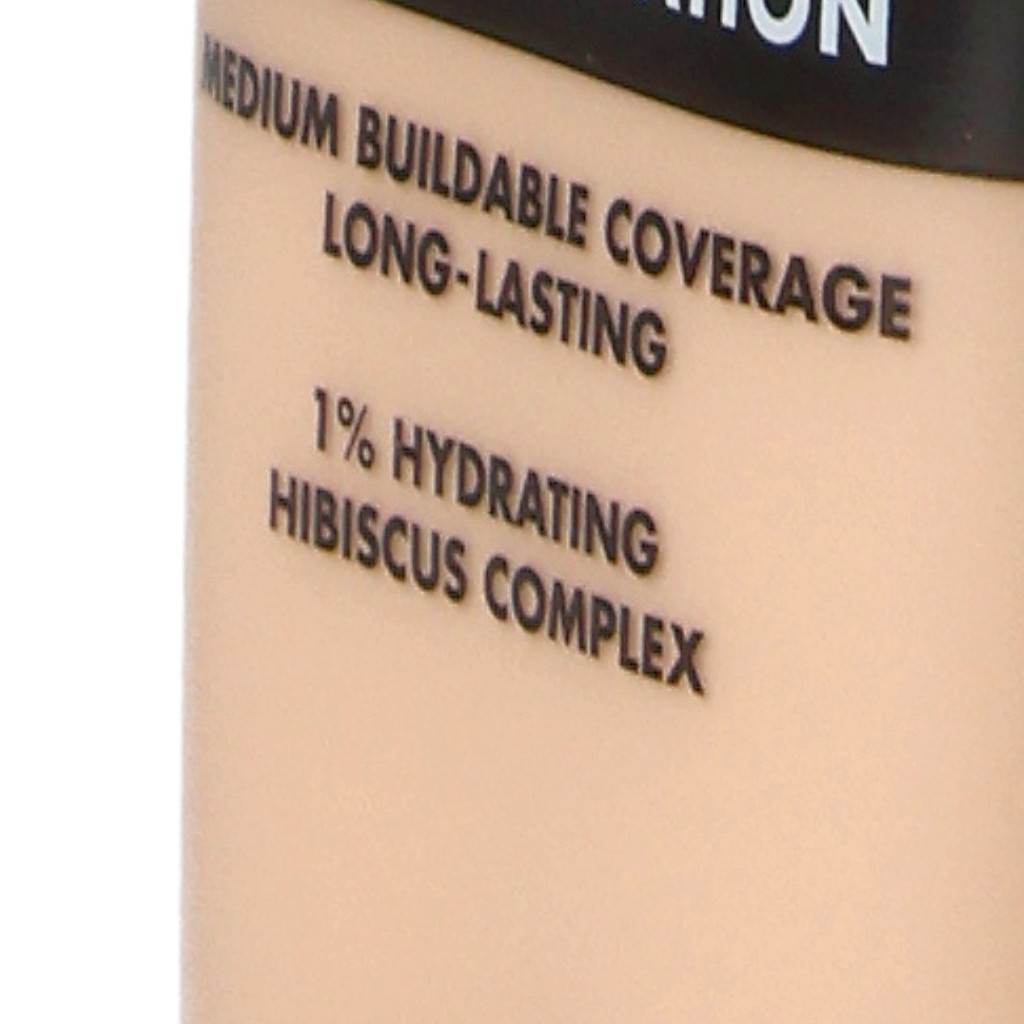 MEDIUM BUILDABLE COVERAGE
LONG-LASTING
1% HYDRATING
HIBISCUS COMPLEX